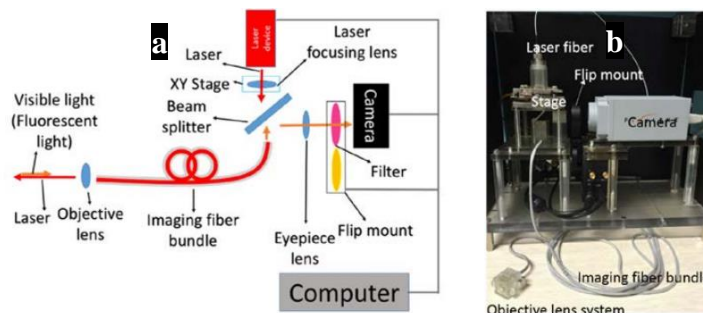 a
Laser
device
Laser
Laser
focusing lens
XY Stage
Beam
splitter
Visible light
(Fluorescent
light)
Laser
Objective
lens
Imaging fiber
bundle
Eyepiece
lens
Camera
Filter
Flip mount
Computer
b
Laser fiber
Flip mount
Stage
Camera
Imaging fiber bundle
Objective lens system